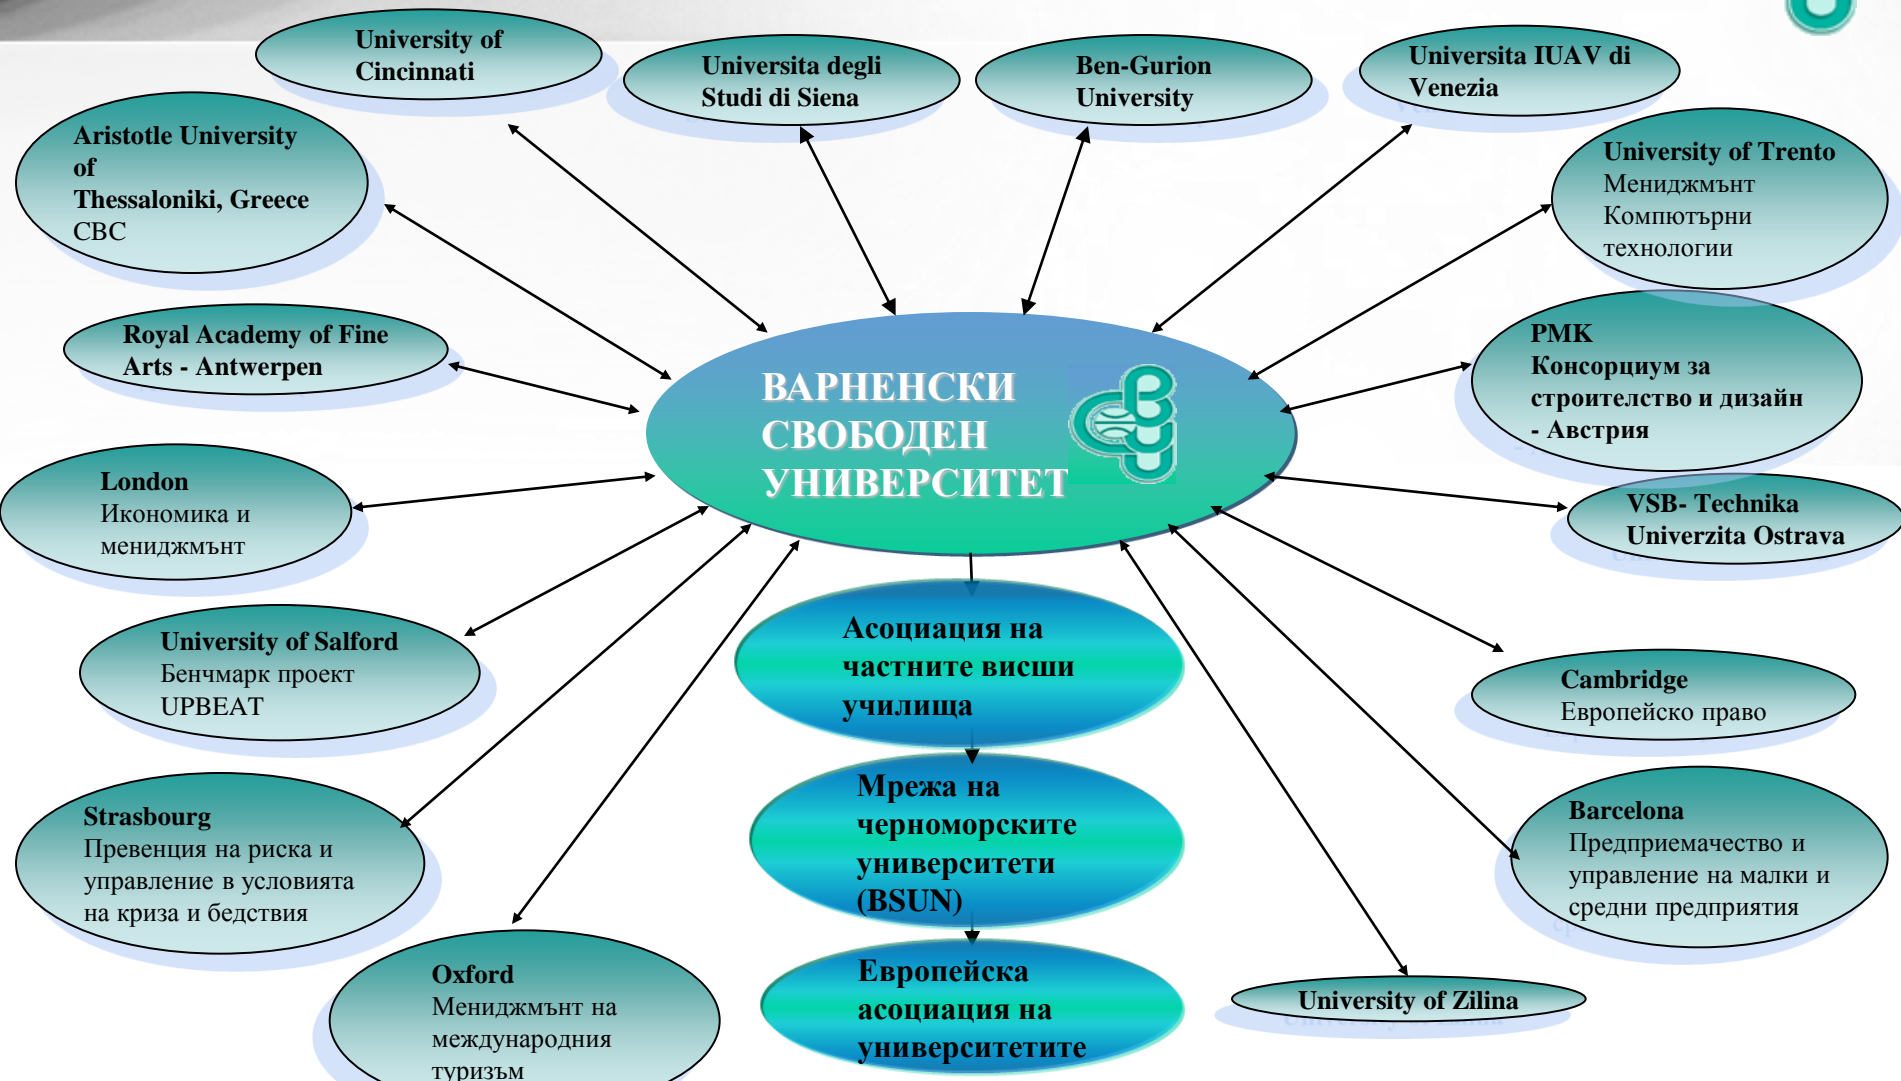 University of
Cincinnati
Universita degli
Studi di Siena
Ben-Gurion
University
Universita IUAV di
Venezia
Aristotle University
of
Thessaloniki, Greece
CBC
University of Trento
Мениджмънт
Компютърни
технологии
Royal Academy of Fine
Arts - Antwerpen
ВАРНЕНСКИ
СВОБОДЕН
УНИВЕРСИТЕТ
РМК
Консорциум за
строителство и дизайн
- Австрия
London
Икономика и
мениджмънт
VSB- Technika
Univerzita Ostrava
University of Salford
Бенчмарк проект
UPBEAT
Асоциация на
частните висши
училища
Cambridge
Европейско право
Strasbourg
Превенция на риска и
управление в условията
на криза и бедствия
Мрежа на
черноморските
университети
(BSUN)
Barcelona
Предприемачество и
управление на малки и
средни предприятия
Oxford
Мениджмънт на
международния
туризъм
Европейска
асоциация на
университетите
University of Zilina